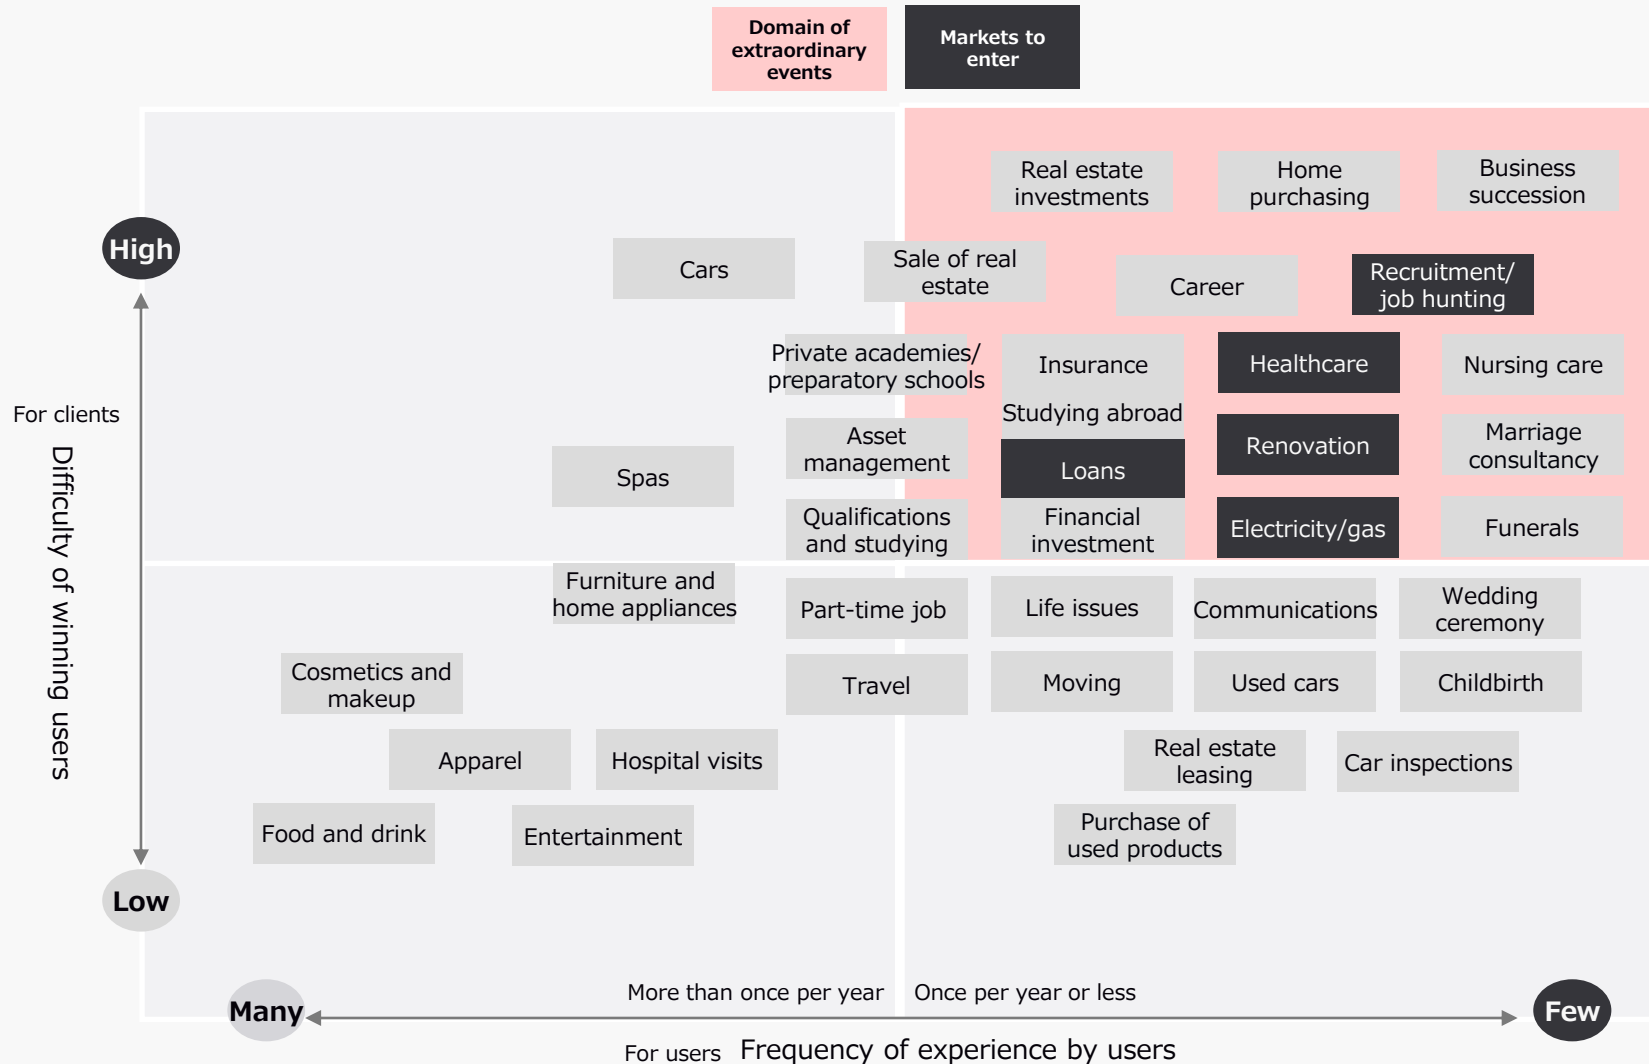 Domain of
extraordinary
events
Markets to
enter
Real estate
investments
Home
purchasing
Business
succession
High
Cars
Sale of real
estate
Career
Recruitment/
job hunting
Private academies/
preparatory schools
Insurance
Healthcare
Nursing care
For clients
Difficulty of winning users
Studying abroad
Asset
management
Renovation
Marriage
consultancy
Spas
Loans
Qualifications
and studying
Financial
investment
Electricity/gas
Funerals
Furniture and
home appliances
Part-time job
Life issues
Communications
Wedding
ceremony
Cosmetics and
makeup
Travel
Moving
Used cars
Childbirth
Apparel
Hospital visits
Real estate
leasing
Car inspections
Food and drink
Entertainment
Purchase of
used products
Low
Many
More than once per year
Once per year or less
Few
For users Frequency of experience by users